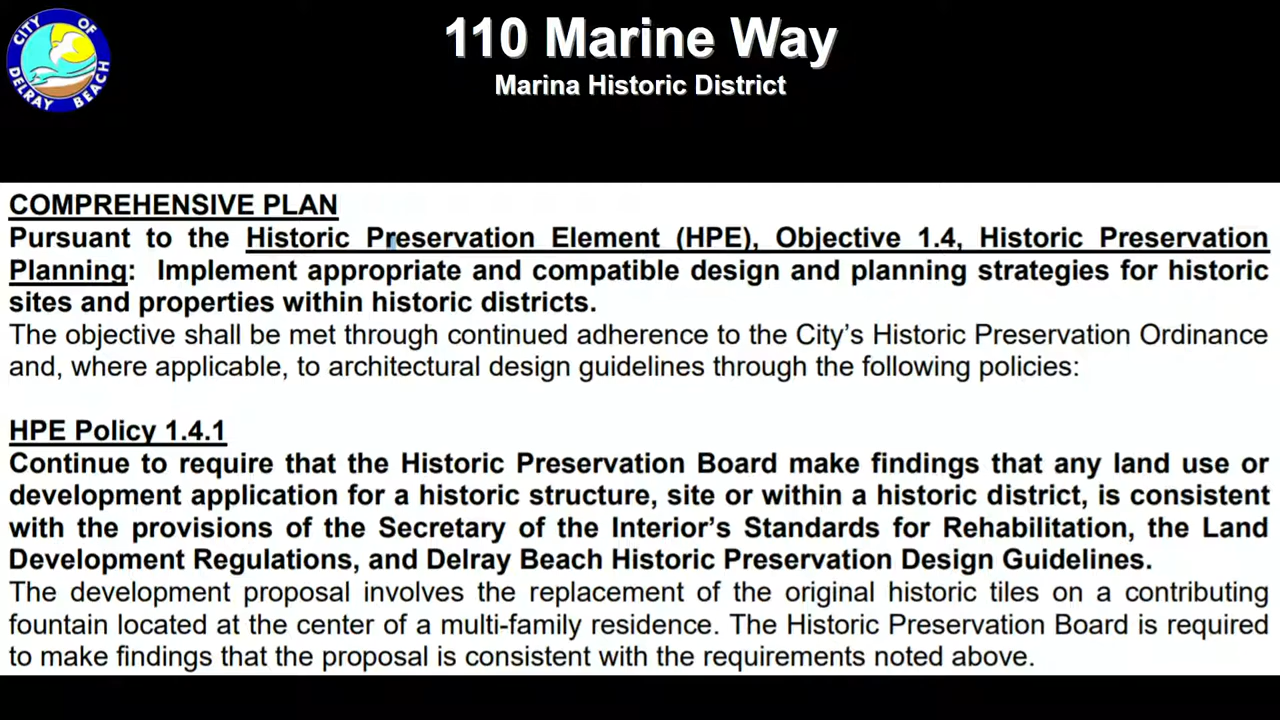 CITY OF
DELRAY BEACH
110 Marine Way
Marina Historic District
COMPREHENSIVE PLAN
Pursuant to the Historic Preservation Element (HPE), Objective 1.4, Historic Preservation
Planning: Implement appropriate and compatible design and planning strategies for historic
sites and properties within historic districts.
The objective shall be met through continued adherence to the City’s Historic Preservation Ordinance
and, where applicable, to architectural design guidelines through the following policies:
HPE Policy 1.4.1
Continue to require that the Historic Preservation Board make findings that any land use or
development application for a historic structure, site or within a historic district, is consistent
with the provisions of the Secretary of the Interior’s Standards for Rehabilitation, the Land
Development Regulations, and Delray Beach Historic Preservation Design Guidelines.
The development proposal involves the replacement of the original historic tiles on a contributing
fountain located at the center of a multi-family residence. The Historic Preservation Board is required
to make findings that the proposal is consistent with the requirements noted above.